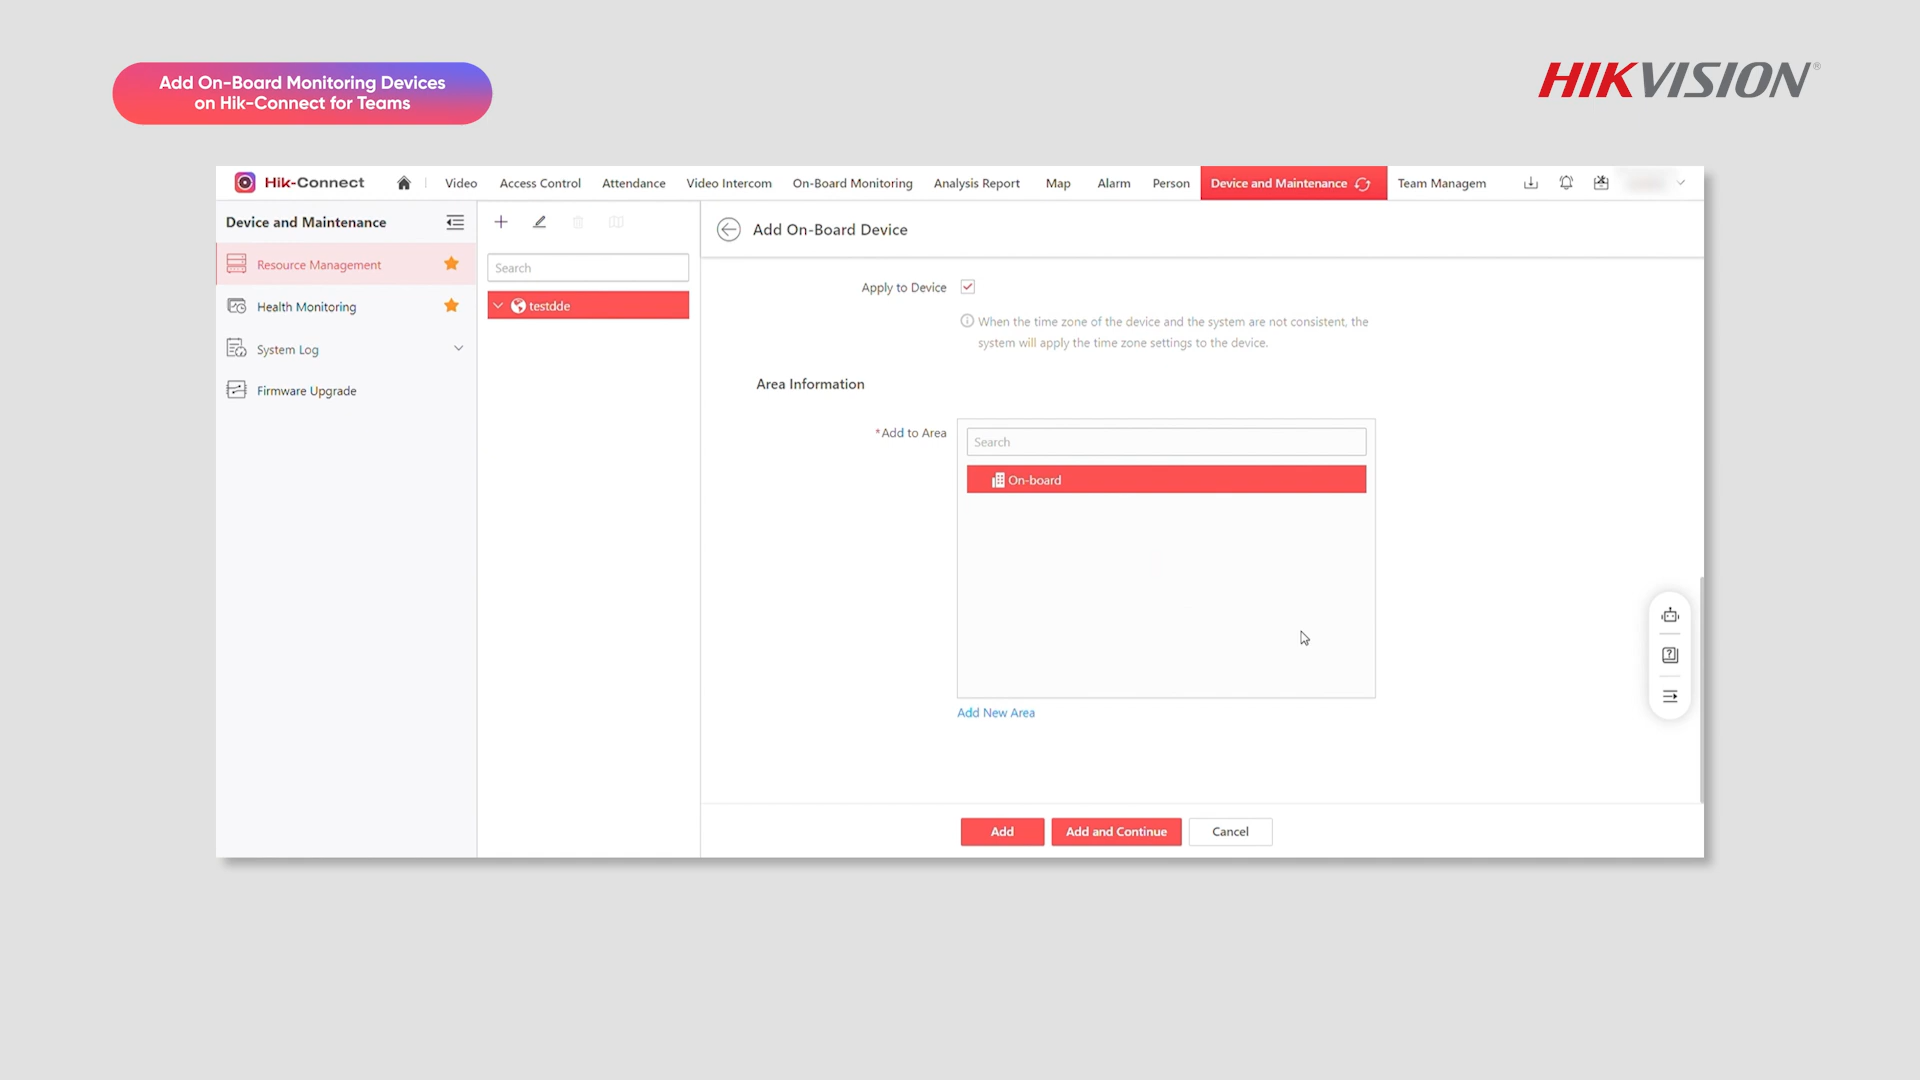 Add On-Board Monitoring Devices
on Hik-Connect for Teams
HIKVISION®
Hik-Connect
Video
Access Control
Attendance
Video Intercom
On-Board Monitoring
Analysis Report
Map
Alarm
Person
Device and Maintenance
Team Managem
Device and Maintenance
Resource Management
Health Monitoring
System Log
Firmware Upgrade
Search
testdde
Add On-Board Device
Apply to Device
When the time zone of the device and the system are not consistent, the
system will apply the time zone settings to the device.
Area Information
*Add to Area
Search
On-board
Add New Area
Add
Add and Continue
Cancel